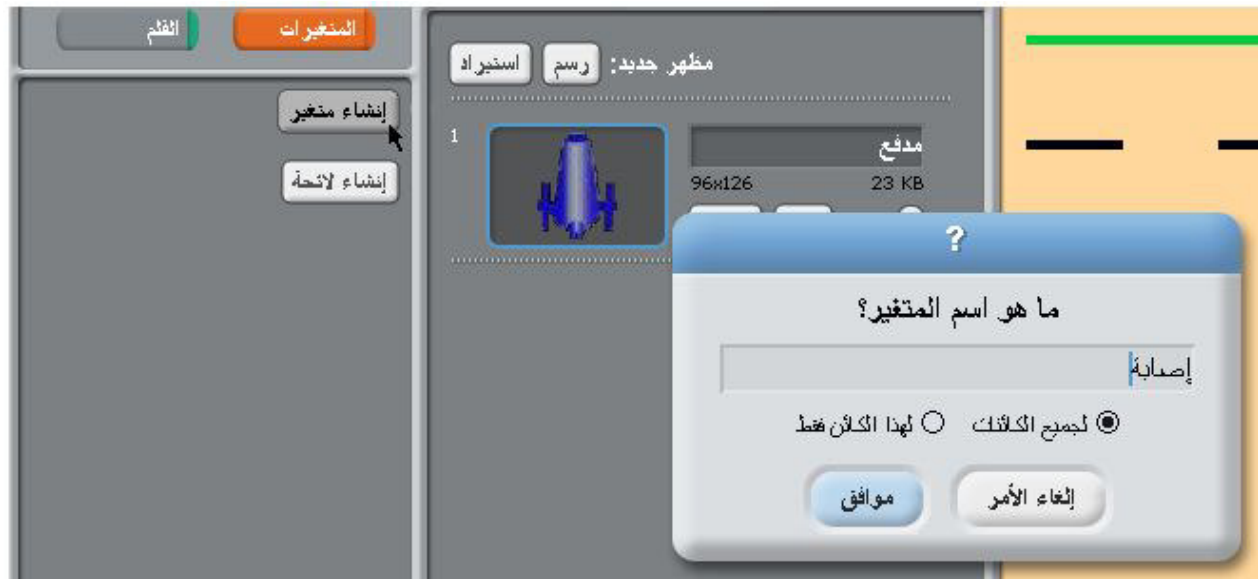 المتغيرات القلم
إنشاء متغير
إنشاء لائحة
مظهر جديد: رسم استيراد
1
مدفع
96x126 23 KB
?
ما هو اسم المتغير؟
إصابة
لجميع الكائنات لهذا الكائن فقط
إلغاء الأمر موافق